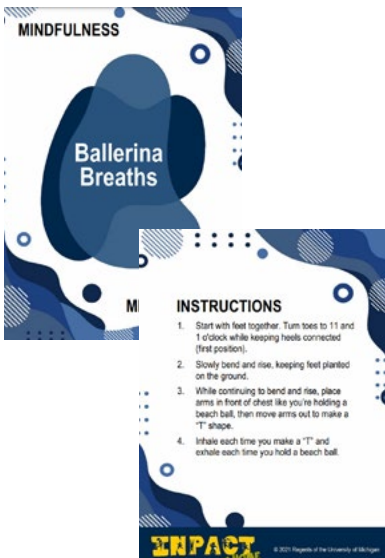 MINDFULNESS
Ballerina
Breaths
MI
INSTRUCTIONS
1. Start with feet together. Turn toes to 11 and
1 o'clock while keeping heels connected
(first position).
2. Slowly bend and rise, keeping feet planted
on the ground.
3. While continuing to bend and rise, place
arms in front of chest like you're holding a
beach ball, then move arms out to make a
"T" shape.
4. Inhale each time you make a "T" and
exhale each time you hold a beach ball.
INPACT
© 2021 Regents of the University of Michigan